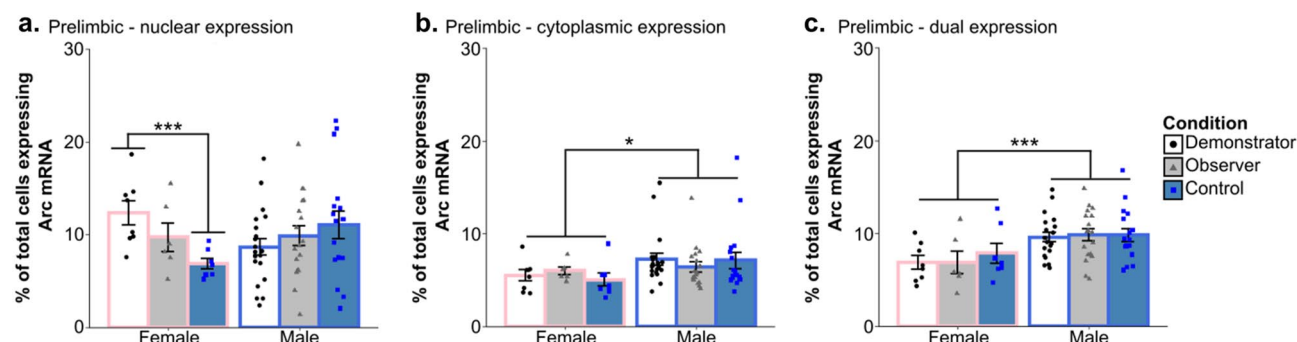 a. Prelimbic - nuclear expression
% of total cells expressing
Arc mRNA
30
20
10
0
***
Female
Male
b. Prelimbic - cytoplasmic expression
% of total cells expressing
Arc mRNA
30
20
10
0
*
Female
Male
c. Prelimbic - dual expression
% of total cells expressing
Arc mRNA
30
20
10
0
***
Female
Male
Condition
Demonstrator
Observer
Control